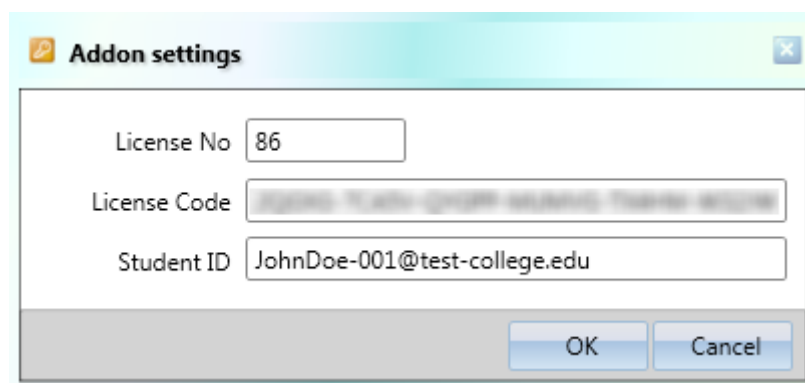 Addon settings
License No 86
License Code
Student ID JohnDoe-001@test-college.edu
OK Cancel